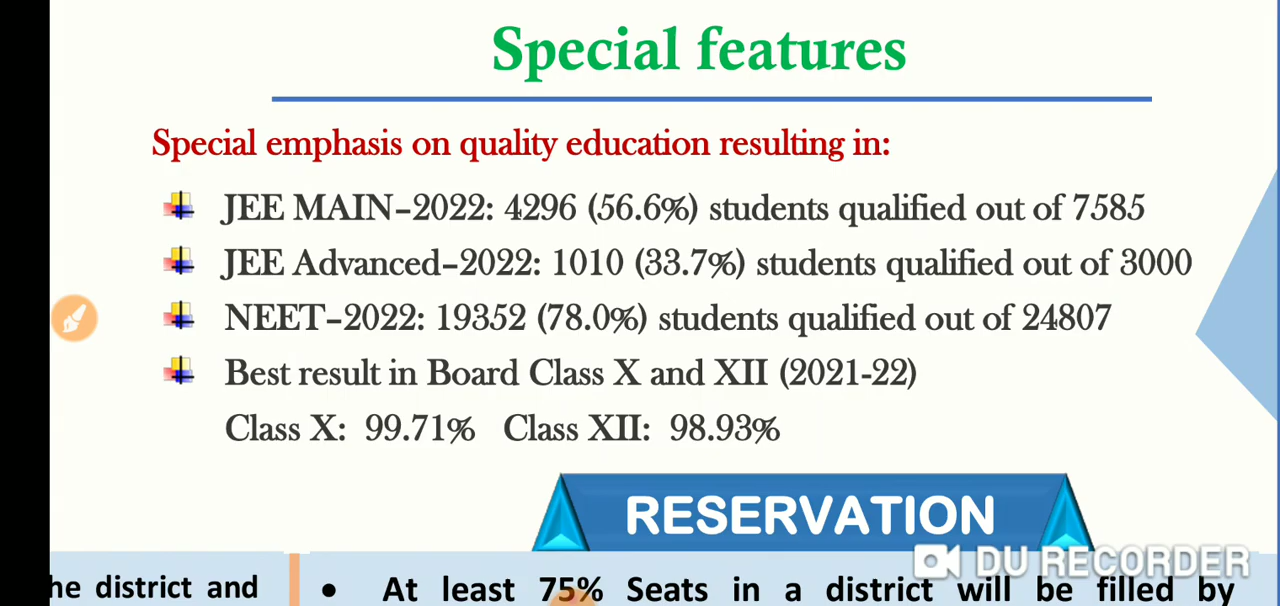 Special features
Special emphasis on quality education resulting in:
JEE MAIN–2022: 4296 (56.6%) students qualified out of 7585
JEE Advanced–2022: 1010 (33.7%) students qualified out of 3000
NEET–2022: 19352 (78.0%) students qualified out of 24807
Best result in Board Class X and XII (2021-22)
Class X: 99.71% Class XII: 98.93%
RESERVATION
DU RECORDER
he district and
• At least 75% Seats in a district will be filled by